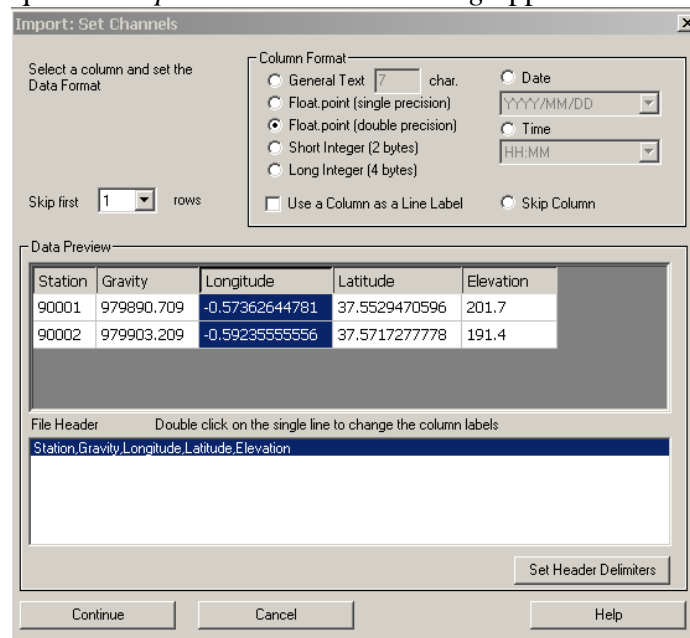 Import: Set Channels
Select a column and set the
Data Format
Skip first 1 rows
Column Format
General Text 7 char.
Float.point (single precision)
Float.point (double precision)
Short Integer (2 bytes)
Long Integer (4 bytes)
Use a Column as a Line Label
Date
YYYY/MM/DD
Time
HH:MM
Skip Column
Data Preview
Station Gravity Longitude Latitude Elevation
90001 979890.709 -0.57362644781 37.5529470596 201.7
90002 979903.209 -0.59235555556 37.5717277778 191.4
File Header Double click on the single line to change the column labels
Station,Gravity,Longitude,Latitude,Elevation
Set Header Delimiters
Continue Cancel Help